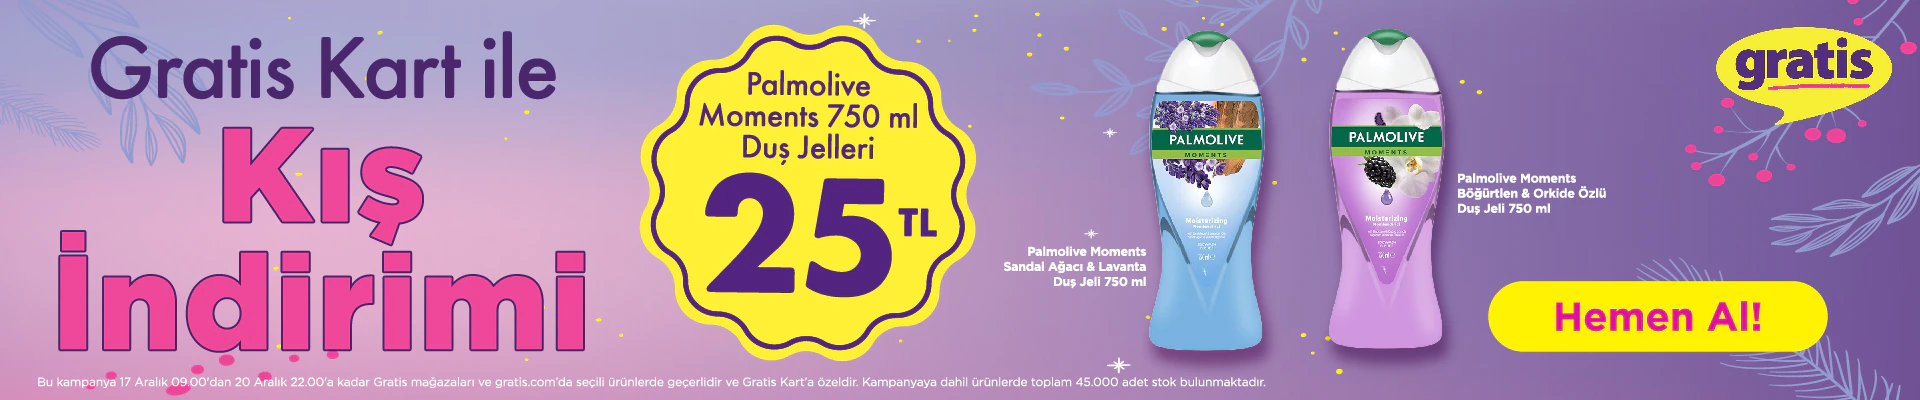 Gratis Kart ile
Kış
İndirimi
Palmolive
Moments 750 ml
Duş Jelleri
25 TL
Palmolive Moments
Sandal Ağacı & Lavanta
Duş Jeli 750 ml
PALMOLIVE
MOMENTS
Moisturizing
PALMOLIVE
MOMENTS
Moisturizing
Palmolive Moments
Böğürtlen & Orkide Özlü
Duş Jeli 750 ml
gratis
Hemen Al!
Bu kampanya 17 Aralık 09.00'dan 20 Aralık 22.00'a kadar Gratis mağazaları ve gratis.com'da seçili ürünlerde geçerlidir ve Gratis Kart'a özeldir. Kampanyaya dahil ürünlerde toplam 45.000 adet stok bulunmaktadır.